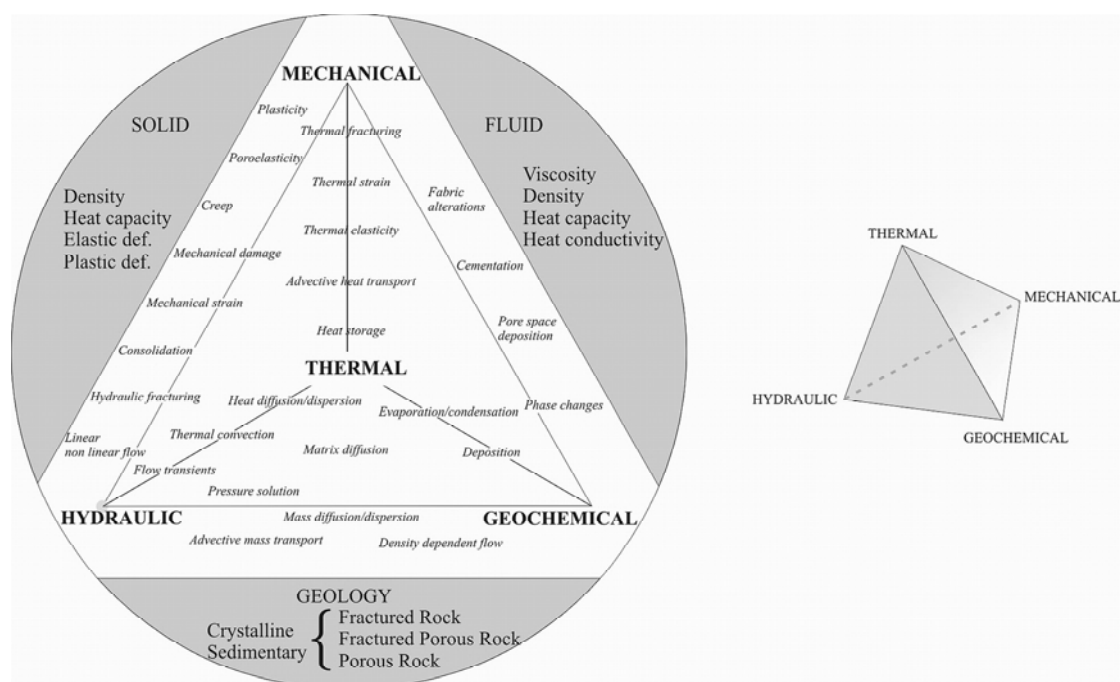 MECHANICAL
SOLID
FLUID
Plasticity
Thermal fracturing
Poroelasticity
Thermal strain
Fabric
alterations
Density
Heat capacity
Elastic def.
Plastic def.
Viscosity
Density
Heat capacity
Heat conductivity
Creep
Thermal elasticity
Mechanical damage
Cementation
Advective heat transport
Mechanical strain
Heat storage
Pore space
deposition
Consolidation
THERMAL
Hydraulic fracturing
Heat diffusion/dispersion
Evaporation/condensation
Phase changes
Linear
non linear flow
Thermal convection
Matrix diffusion
Deposition
Flow transients
Pressure solution
HYDRAULIC
Mass diffusion/dispersion
GEOCHEMICAL
Advective mass transport
Density dependent flow
GEOLOGY
Crystalline
Sedimentary
{
Fractured Rock
Fractured Porous Rock
Porous Rock
THERMAL
MECHANICAL
HYDRAULIC
GEOCHEMICAL